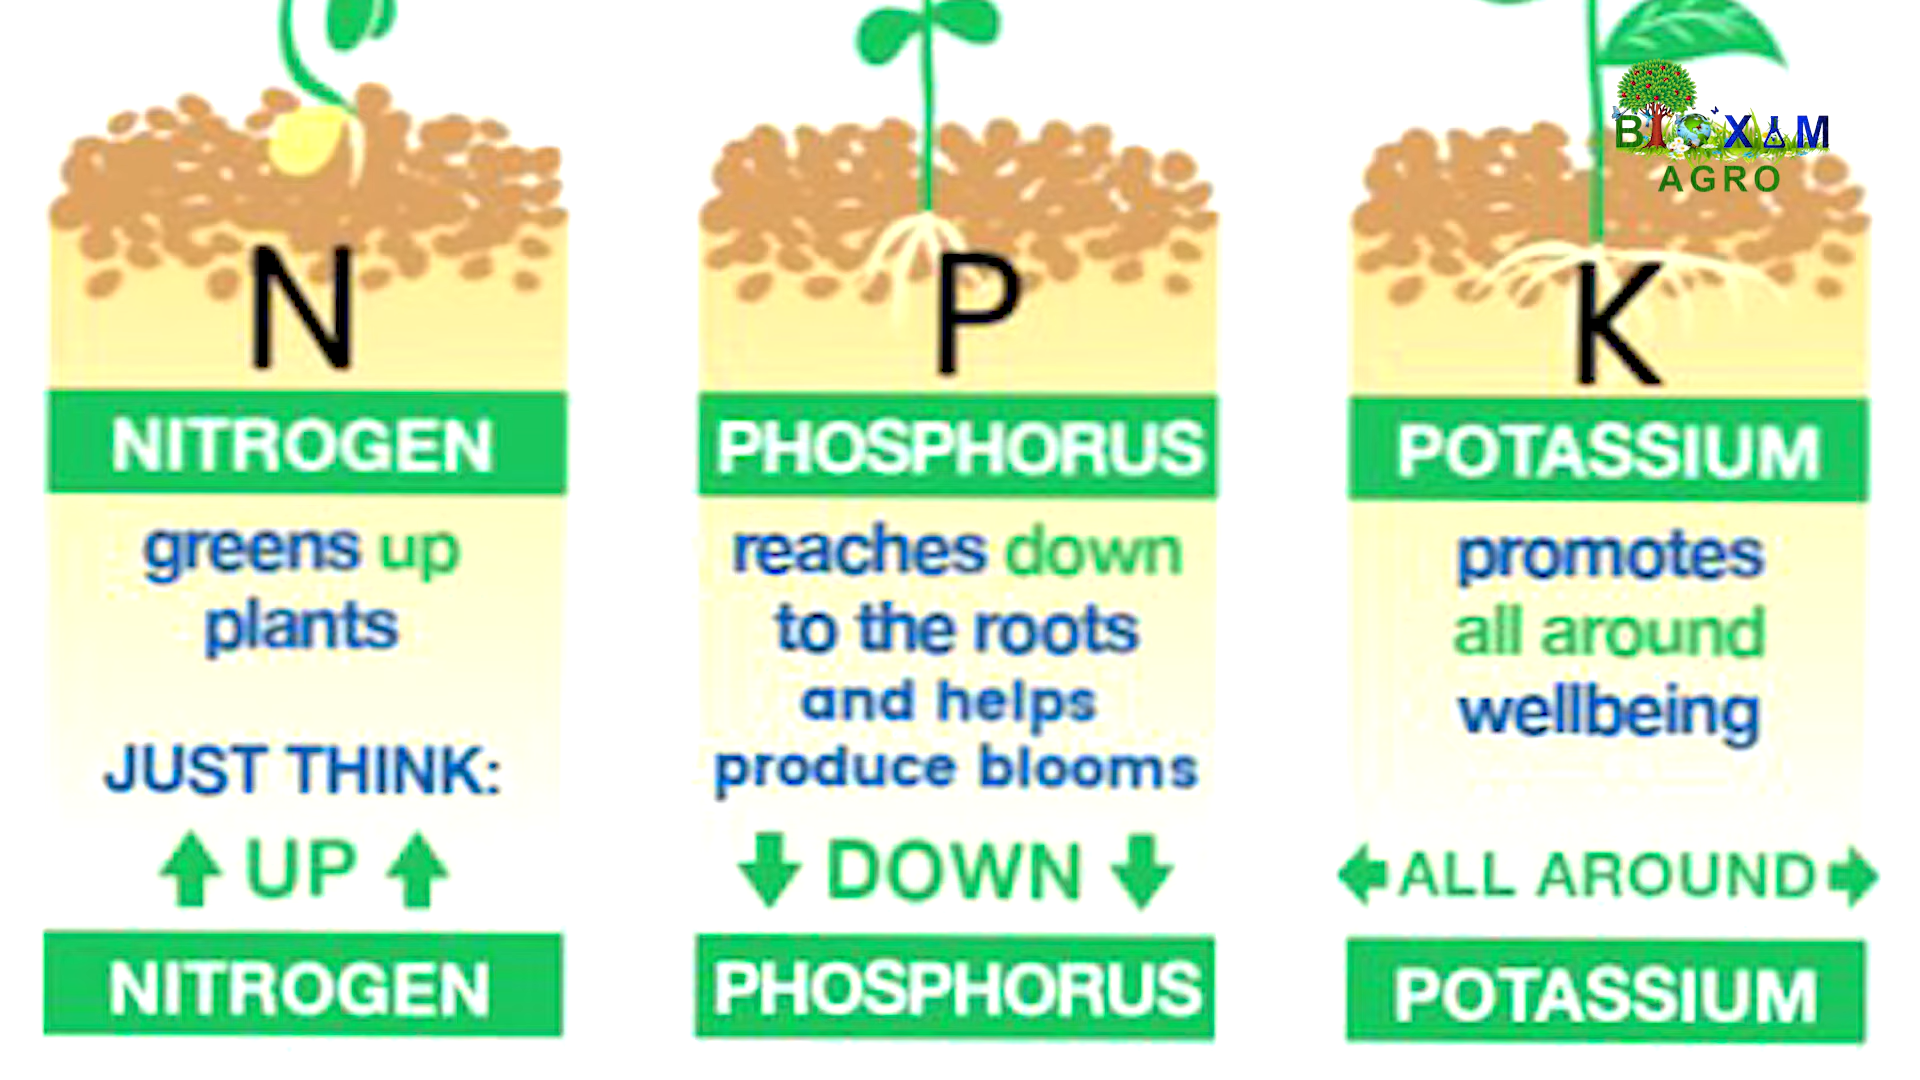 BIOXIM
AGRO
N
NITROGEN
greens up
plants
JUST THINK:
UP
NITROGEN
P
PHOSPHORUS
reaches down
to the roots
and helps
produce blooms
DOWN
PHOSPHORUS
K
POTASSIUM
promotes
all around
wellbeing
ALL AROUND
POTASSIUM